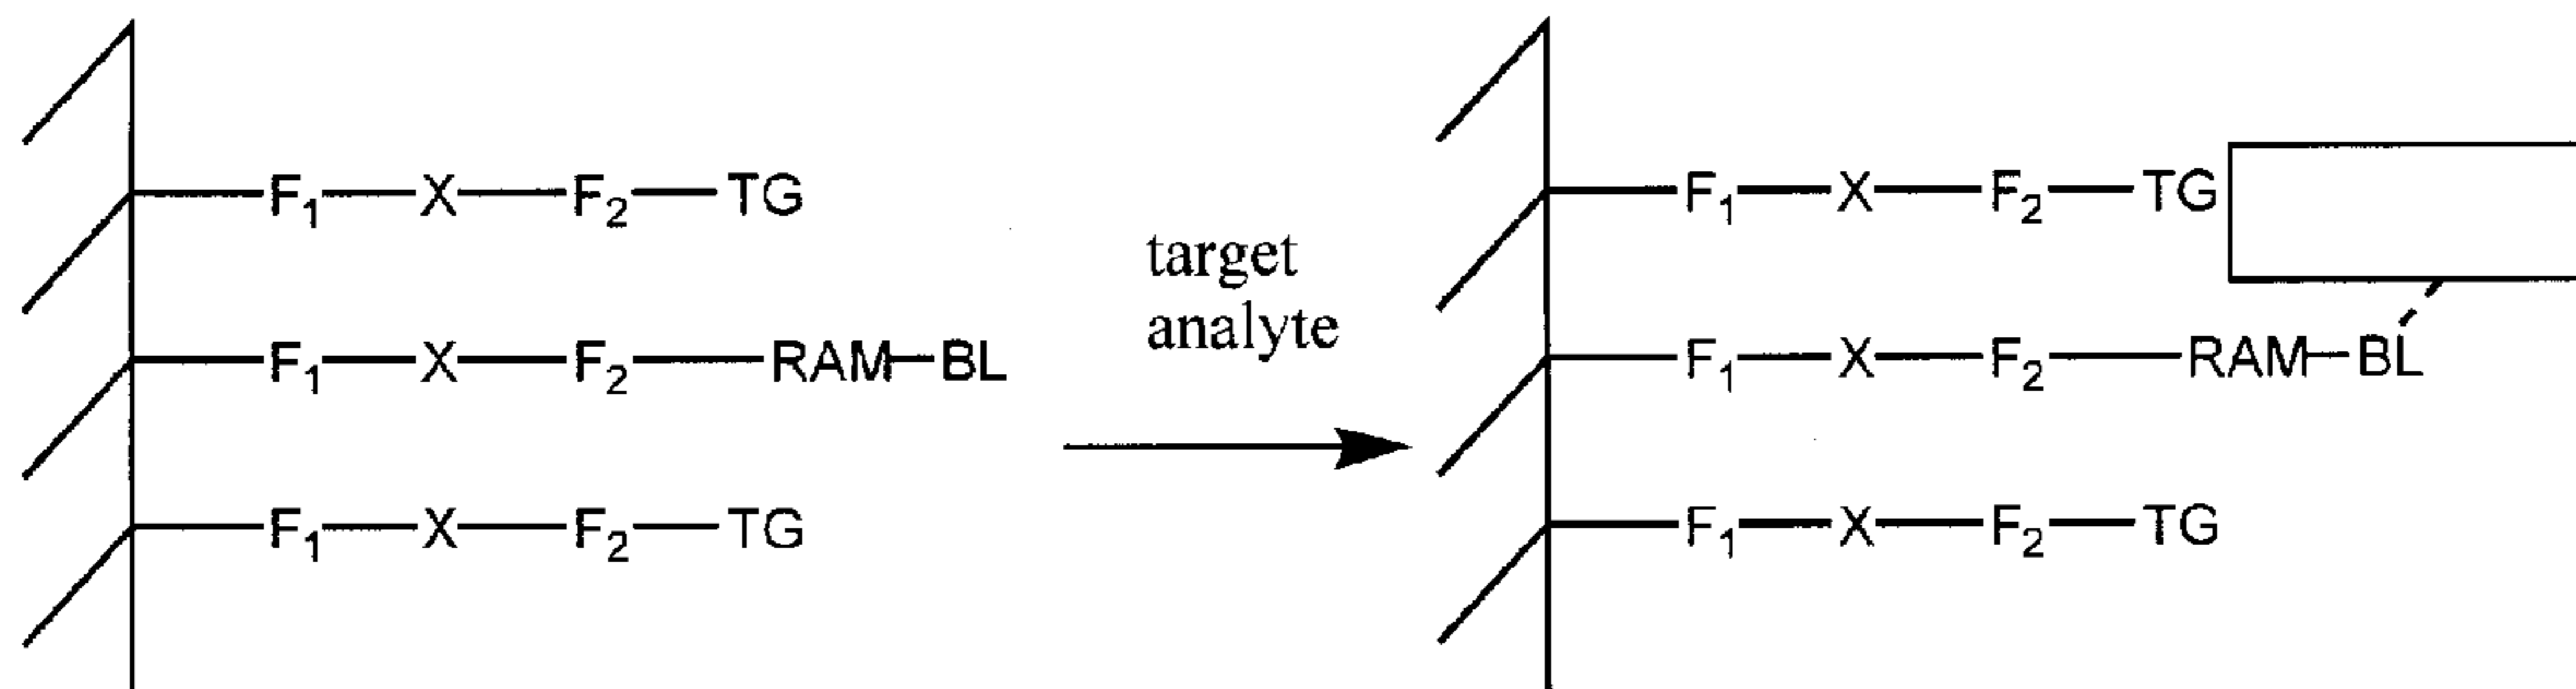 F1—X—F2—TG
F1—X—F2—RAM—BL
F1—X—F2—TG
target
analyte
F1—X—F2—TG
F1—X—F2—RAM—BL
F1—X—F2—TG